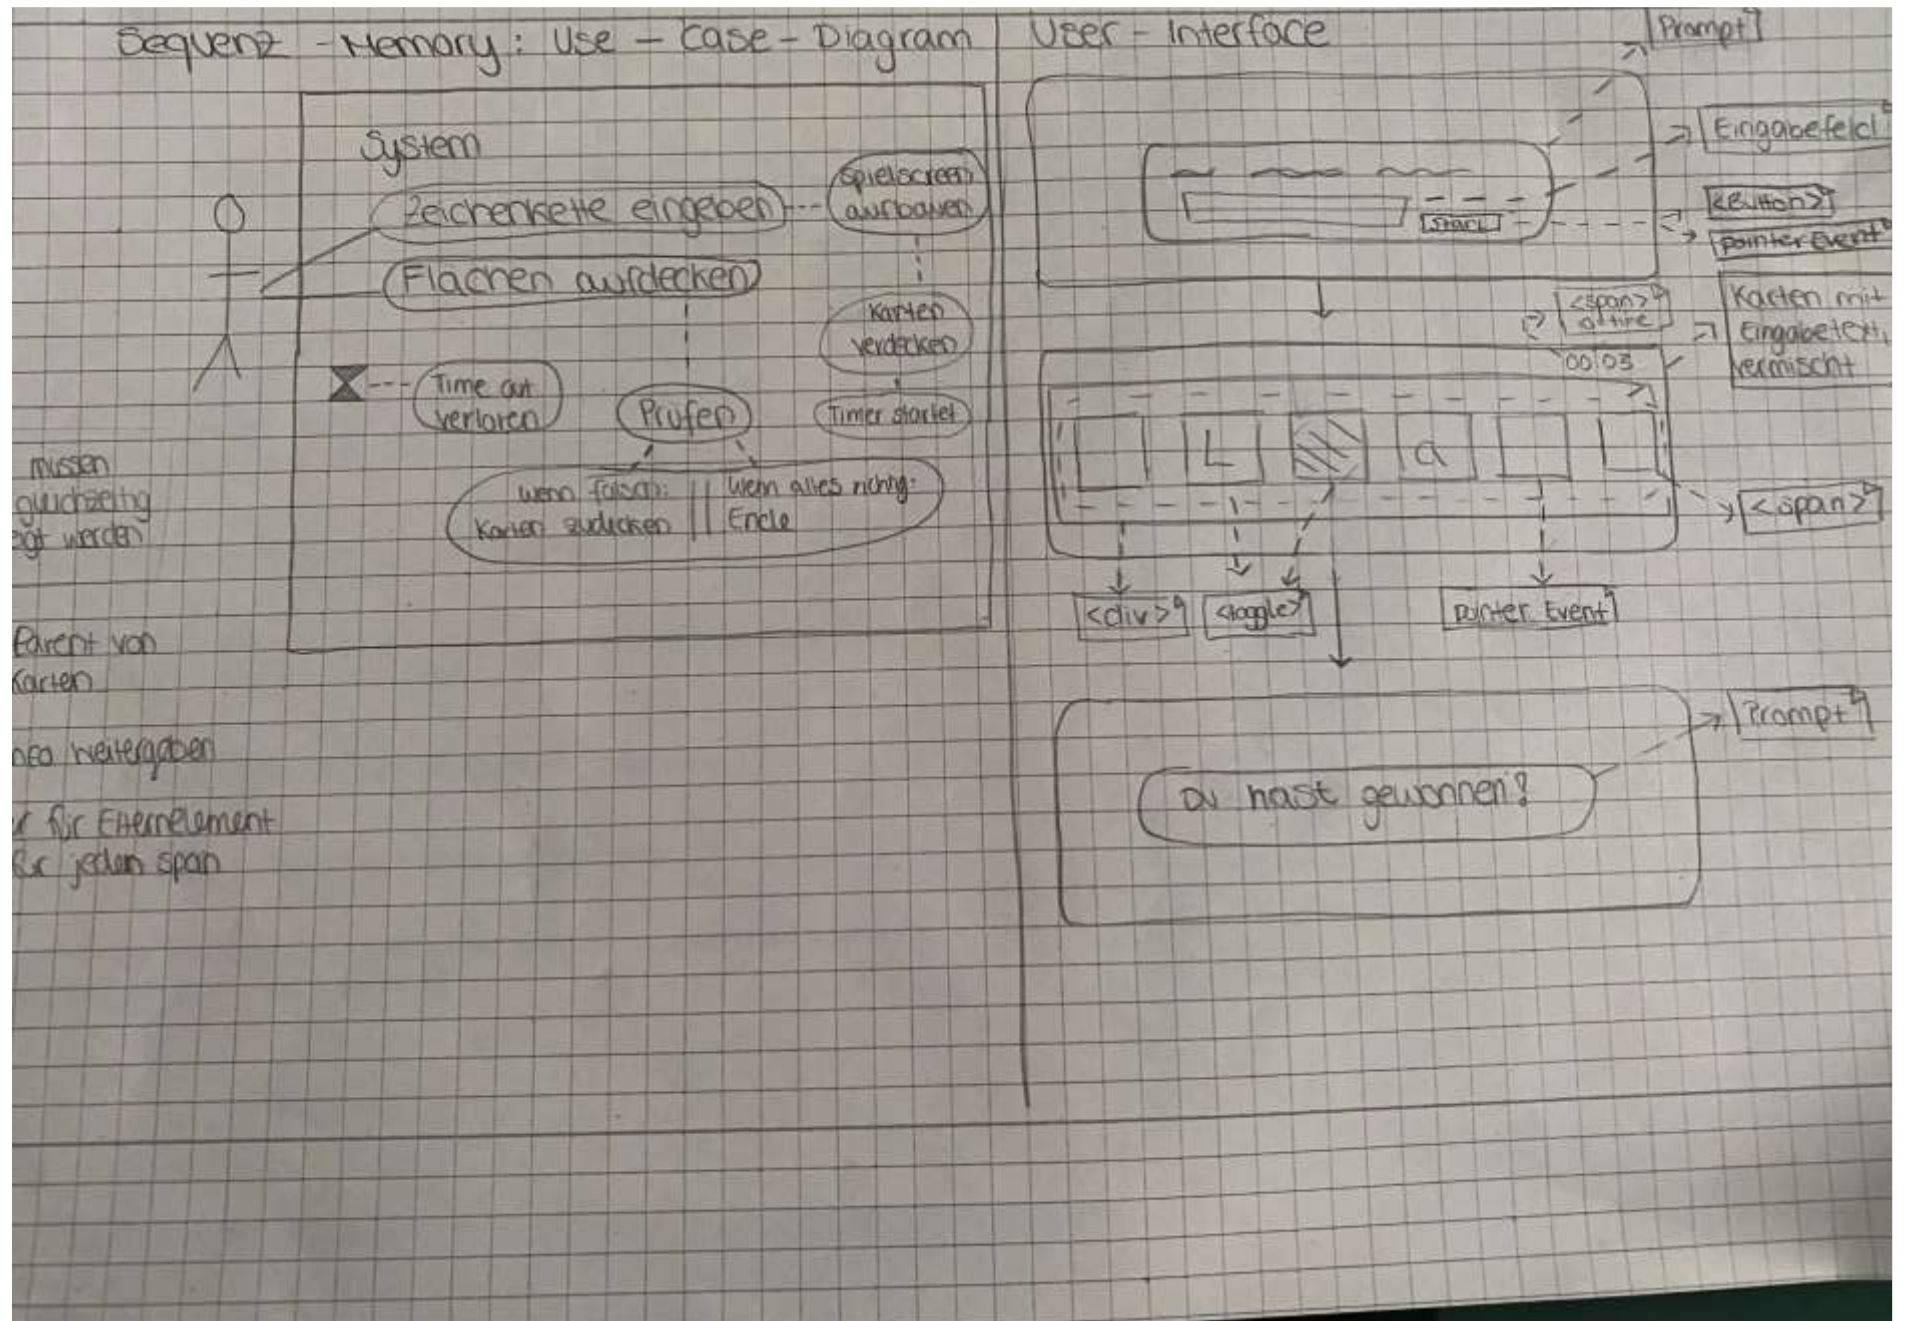 Sequenz - Memory: Use - Case - Diagram
System
Zeichenkette eingeben
Spielscreen
aufbauen
Flächen aufdecken
Karten
verdecken
Time out
verloren
Prüfen
Timer startet
wenn falsch:
Karten zudecken
Wenn alles richtig:
Ende
müssen
gleichzeitig
werden
Parent von
Karten
weitergeben
für Elternelement
jeden span
User - Interface
Prompt
Eingabefeld
Start
<Button>
pointer Event
<span>
Karten mit
Eingabetext,
vermischt
00:03
L
a
<span>
<div>
<toggle>
pointer Event
Prompt
Du hast gewonnen!